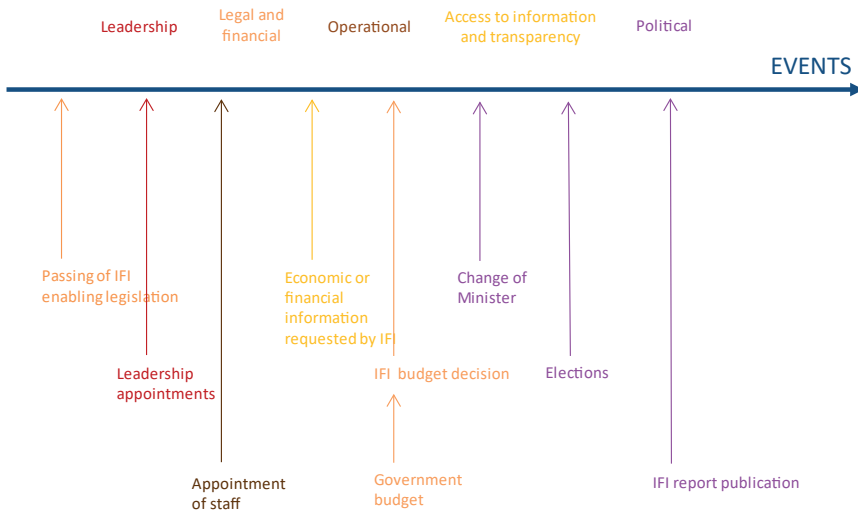 Leadership
Legal and
financial
Operational
Access to information
and transparency
Political
EVENTS
Passing of IFI
enabling legislation
Economic or
financial
information
requested by IFI
Change of
Minister
Leadership
appointments
IFI budget decision
Elections
Appointment
of staff
Government
budget
IFI report publication